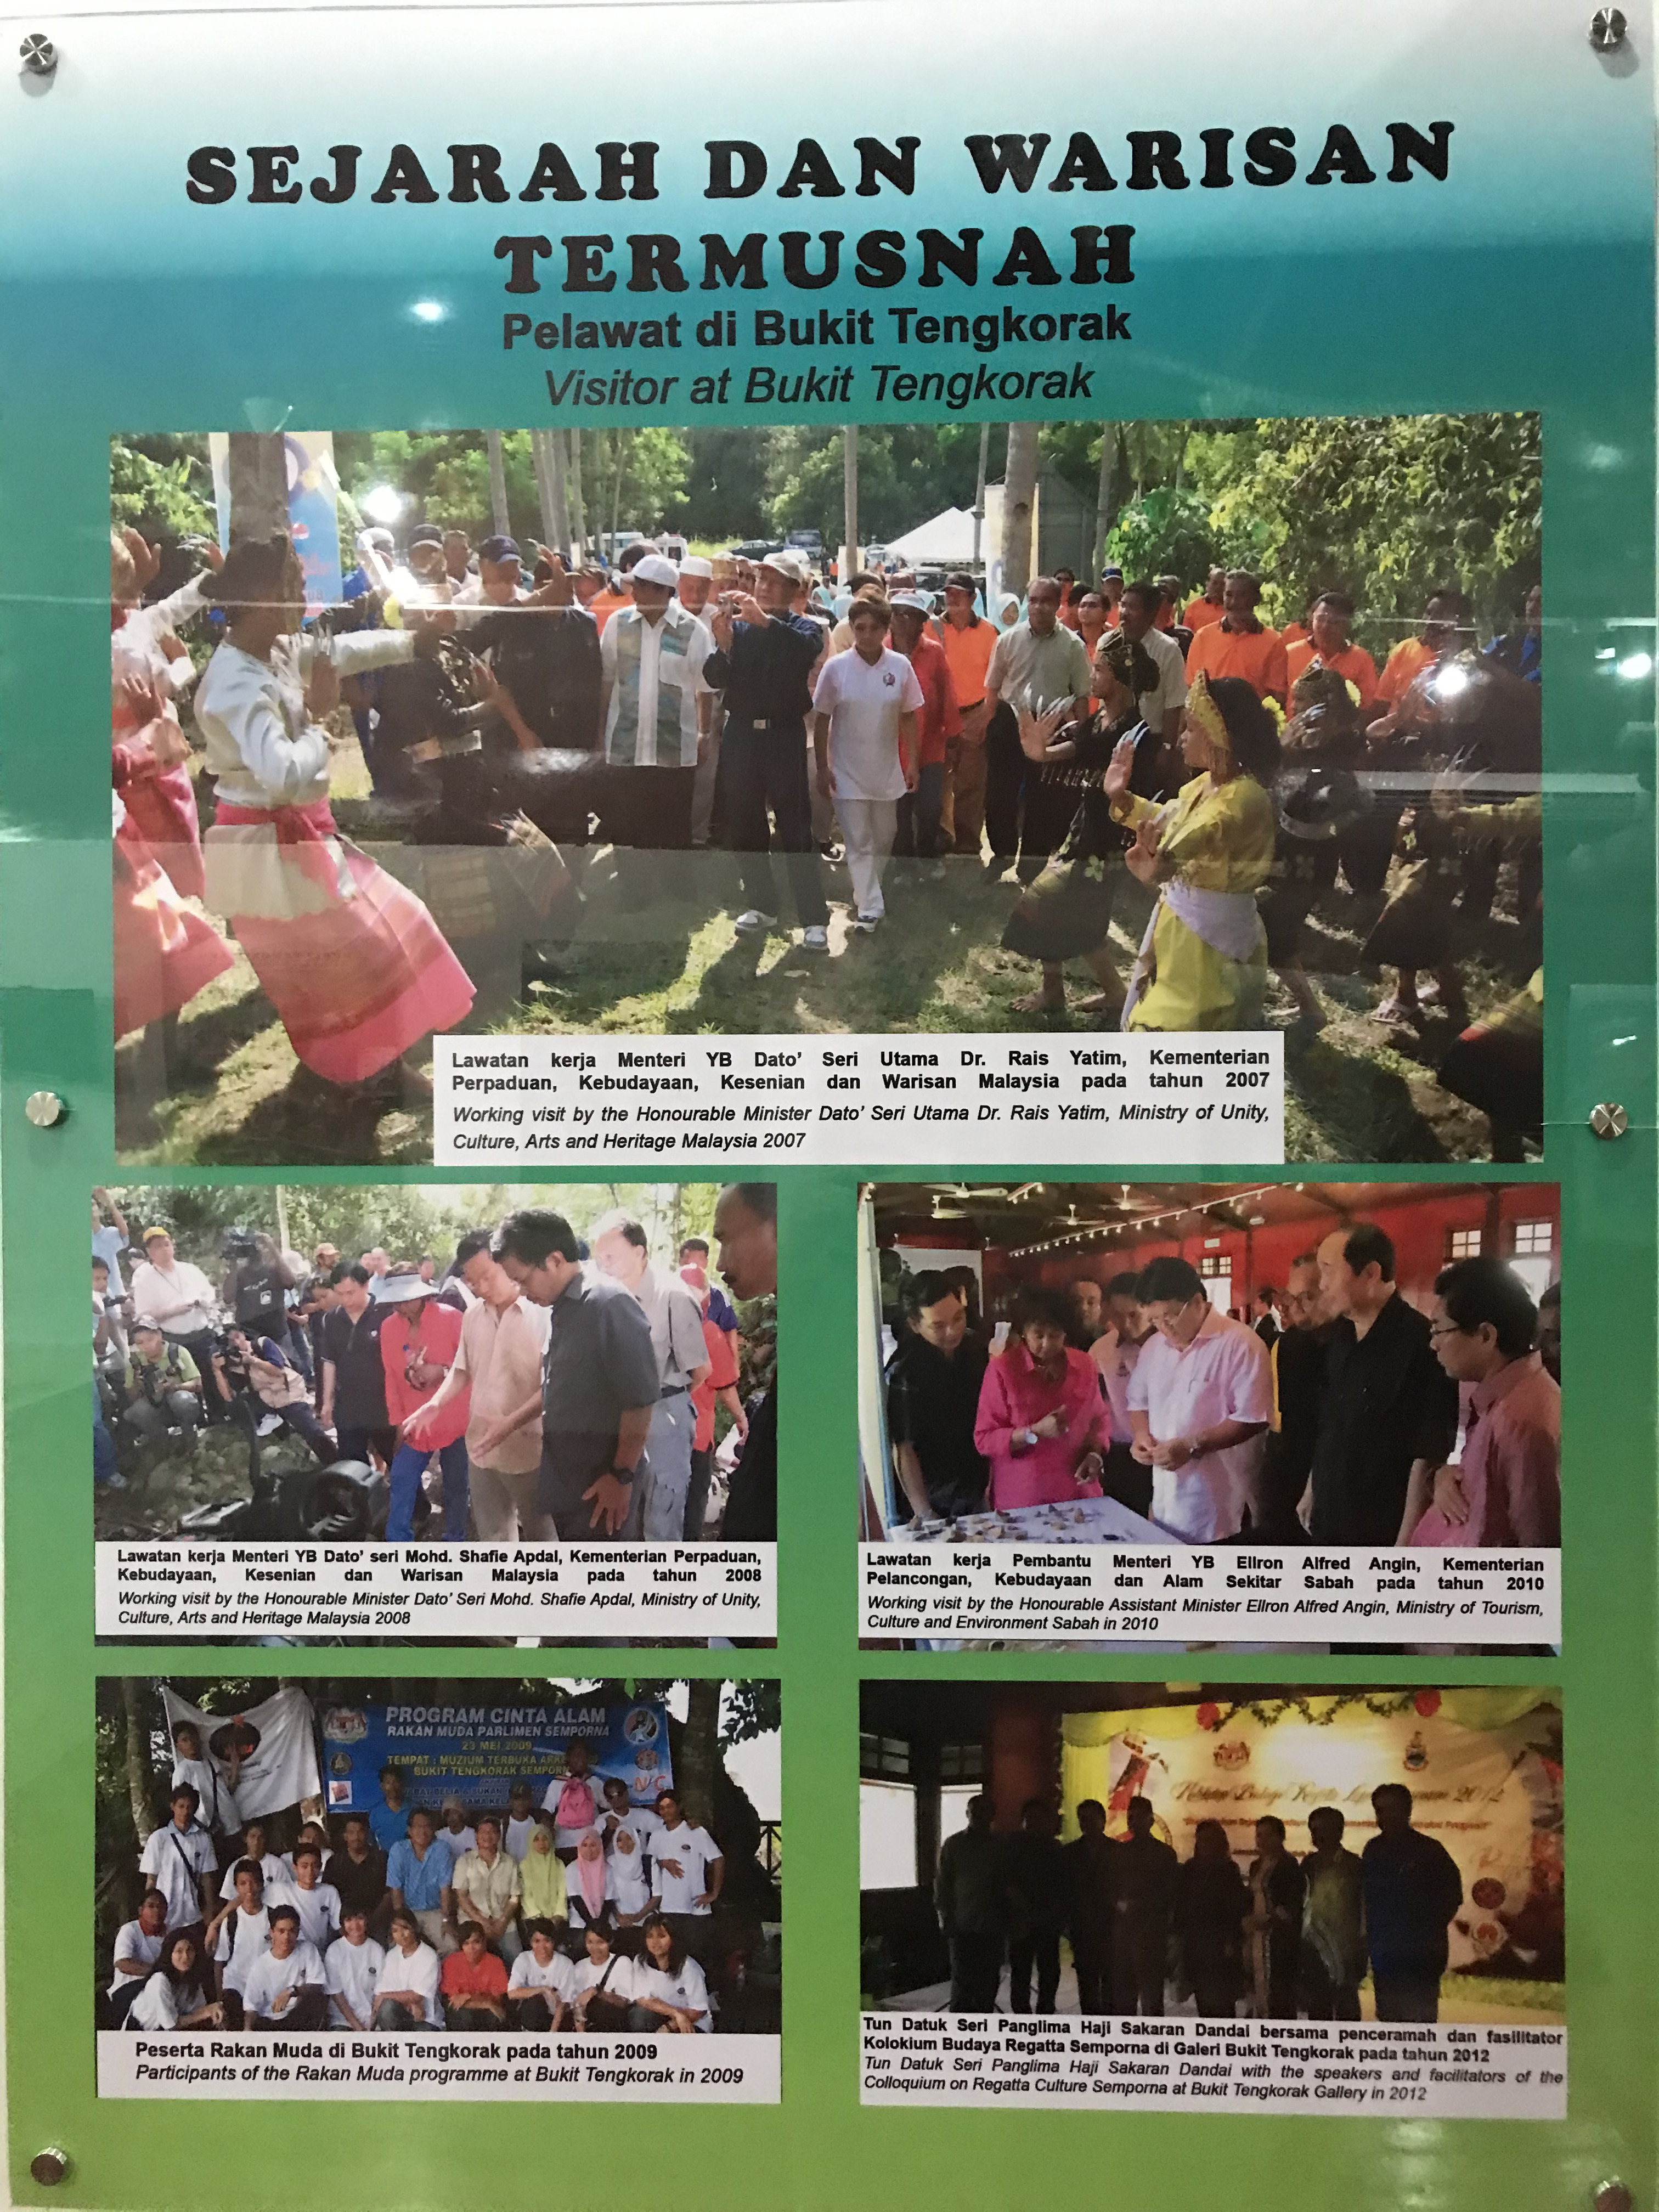 SEJARAH DAN WARISAN
TERMUSNAH
Pelawat di Bukit Tengkorak
Visitor at Bukit Tengkorak
Lawatan kerja Menteri YB Dato' Seri Utama Dr. Rais Yatim, Kementerian
Perpaduan, Kebudayaan, Kesenian dan Warisan Malaysia pada tahun 2007
Working visit by the Honourable Minister Dato' Seri Utama Dr. Rais Yatim, Ministry of Unity,
Culture, Arts and Heritage Malaysia 2007
Lawatan kerja Menteri YB Dato' seri Mohd. Shafie Apdal, Kementerian Perpaduan,
Kebudayaan, Kesenian dan Warisan Malaysia pada tahun 2008
Working visit by the Honourable Minister Dato' Seri Mohd. Shafie Apdal, Ministry of Unity,
Culture, Arts and Heritage Malaysia 2008
Lawatan kerja Pembantu Menteri YB Ellron Alfred Angin, Kementerian
Pelancongan, Kebudayaan dan Alam Sekitar Sabah pada tahun 2010
Working visit by the Honourable Assistant Minister Ellron Alfred Angin, Ministry of Tourism,
Culture and Environment Sabah in 2010
PROGRAM CINTA ALAM
RAKAN MUDA PARLIMEN SEMPORNA
23 MEI 2009
TEMPAT : MUZIUM TERBUKA
BUKIT TENGKORAK
Peserta Rakan Muda di Bukit Tengkorak pada tahun 2009
Participants of the Rakan Muda programme at Bukit Tengkorak in 2009
2012
Tun Datuk Seri Panglima Haji Sakaran Dandai bersama penceramah dan fasilitator
Kolokium Budaya Regatta Semporna di Galeri Bukit Tengkorak pada tahun 2012
Tun Datuk Seri Panglima Haji Sakaran Dandai with the speakers and facilitators of the
Colloquium on Regatta Culture Semporna at Bukit Tengkorak Gallery in 2012